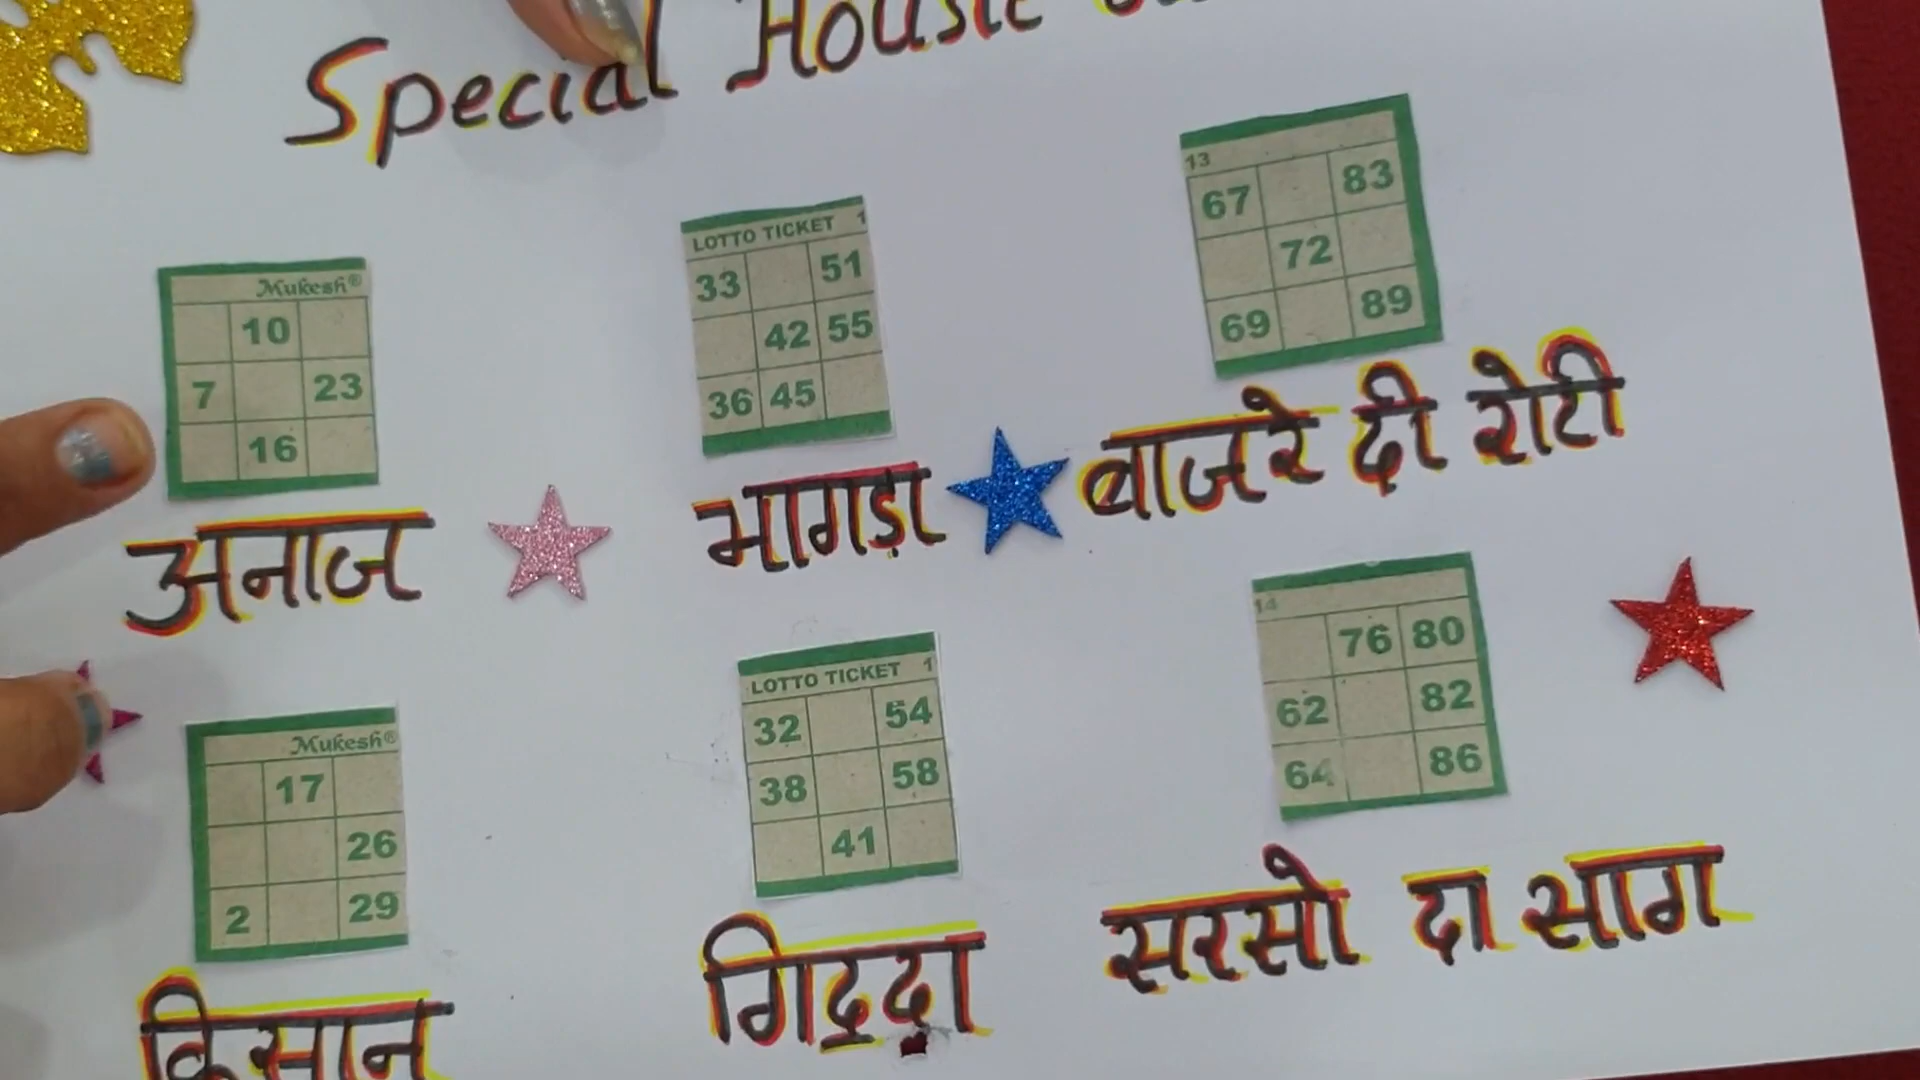 Special House
Mukesh®
10
7 23
16
अनाज
LOTTO TICKET 1
33 51
42 55
36 45
भागड़ा
13
67 83
72
69 89
बाजरे दी रोटी
Mukesh®
17
26
2 29
किसान
LOTTO TICKET 1
32 54
38 58
41
गिद्दा
14
76 80
62 82
64 86
सरसो दा साग